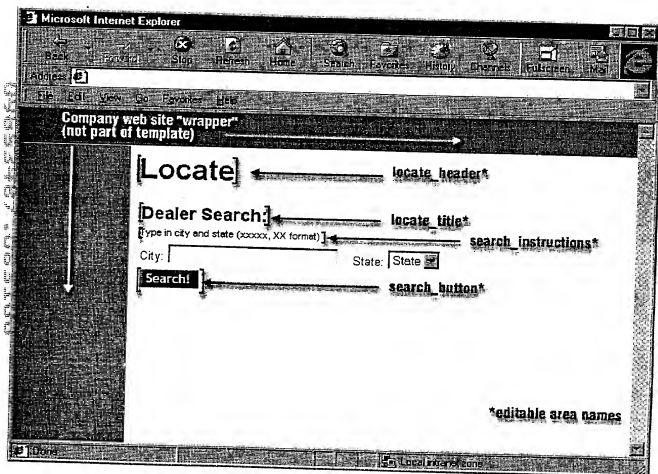 Microsoft Internet Explorer
Back Forward Stop Refresh Home Search Favorites History Channels Fullscreen Mail
Address
File Edit View Go Favorites Help
Company web site "wrapper"
(not part of template)
[Locate] locate_header*
[Dealer Search:] locate_title*
[Type in city and state (xxxxx, XX format)] search_instructions*
City: State: State
[Search! ] search_button*
*editable area names
Done Local intranet zone